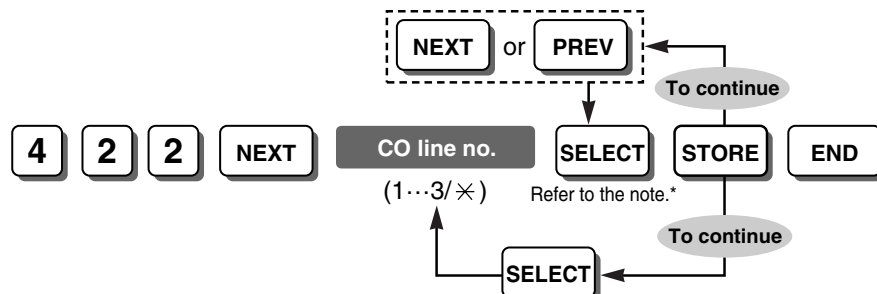 NEXT or PREV
To continue
4 2 2 NEXT CO line no. SELECT STORE END
(1···3/✳) Refer to the note.*
To continue
SELECT